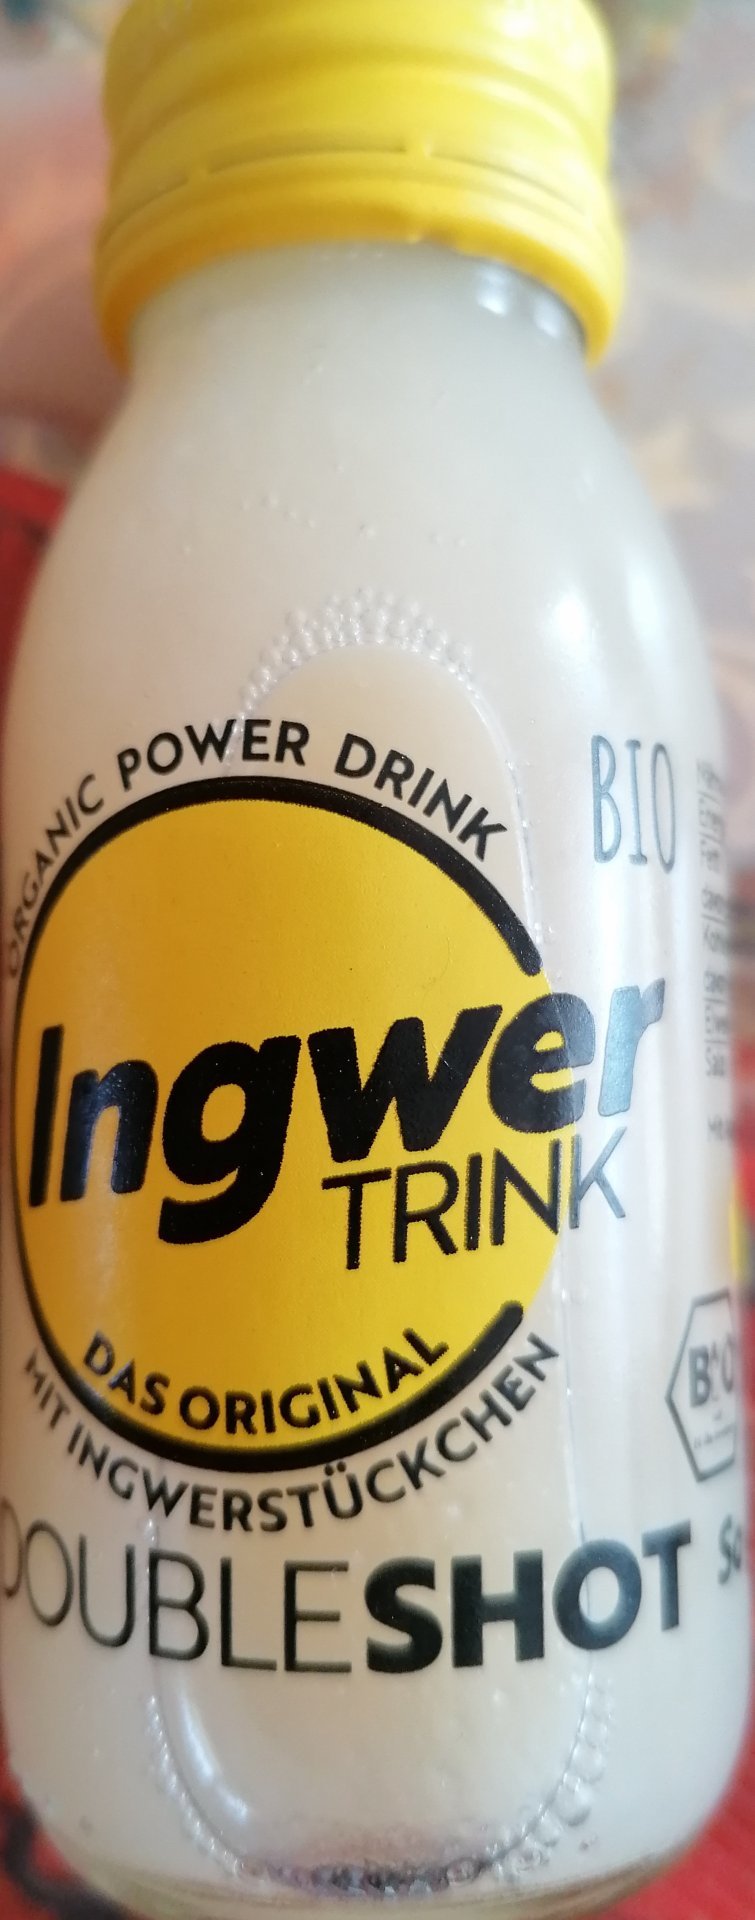 ORGANIC POWER DRINK
BIO
Ingwer
TRINK
DAS ORIGINAL
MIT INGWERSTÜCKCHEN
DOUBLESHOT